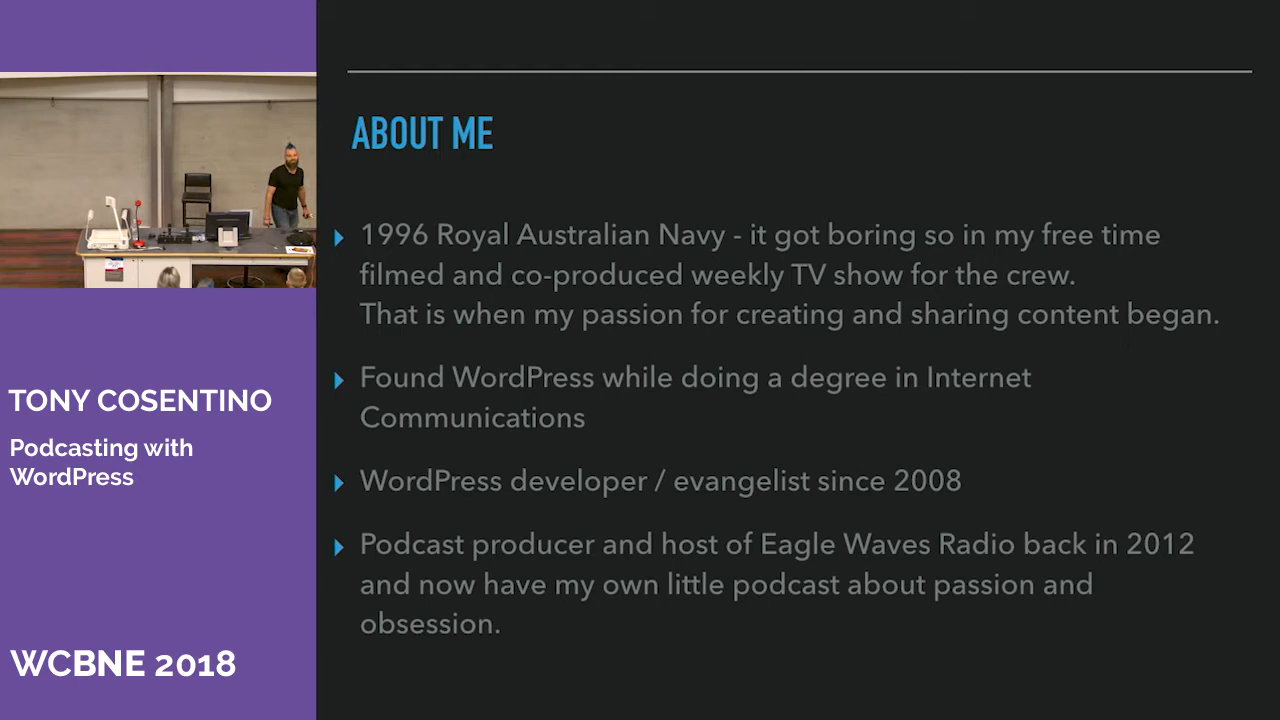 TONY COSENTINO
Podcasting with
WordPress
WCBNE 2018
ABOUT ME
1996 Royal Australian Navy - it got boring so in my free time
filmed and co-produced weekly TV show for the crew.
That is when my passion for creating and sharing content began.
Found WordPress while doing a degree in Internet
Communications
WordPress developer / evangelist since 2008
Podcast producer and host of Eagle Waves Radio back in 2012
and now have my own little podcast about passion and
obsession.